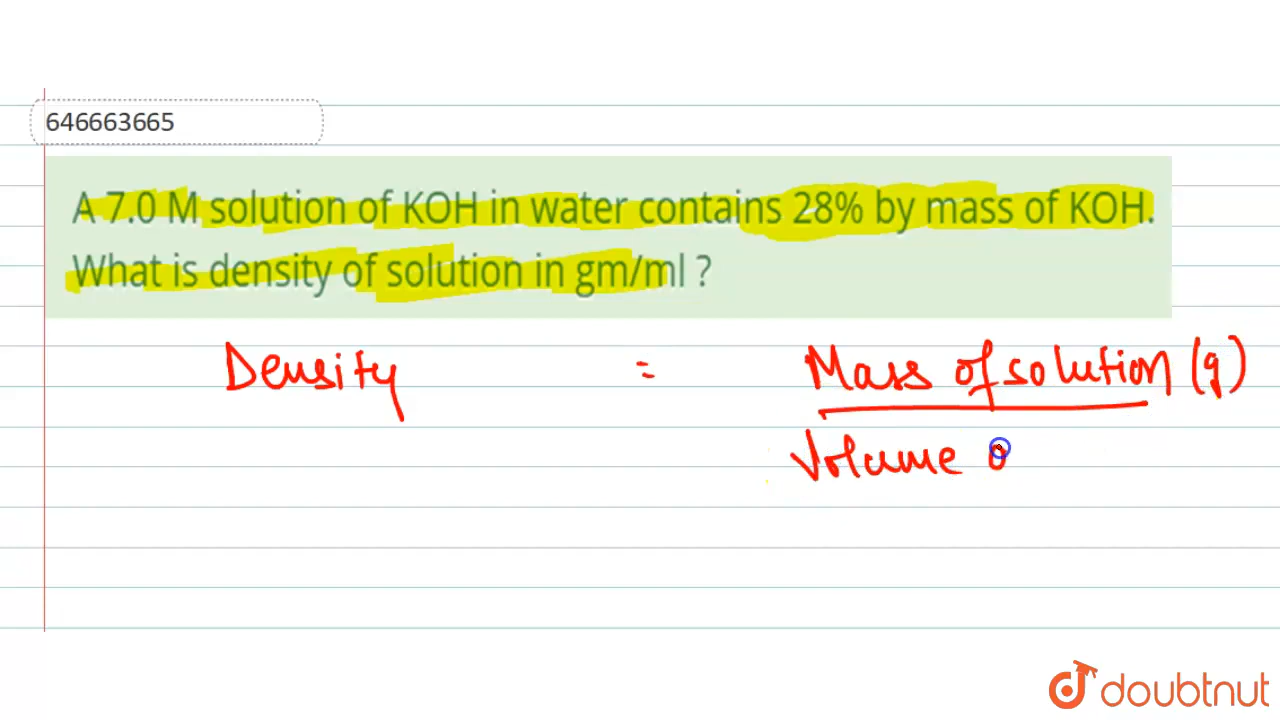 646663665
A 7.0 M solution of KOH in water contains 28% by mass of KOH.
What is density of solution in gm/ml ?
Density = Mass of solution (g)
Volume o
doubtnut